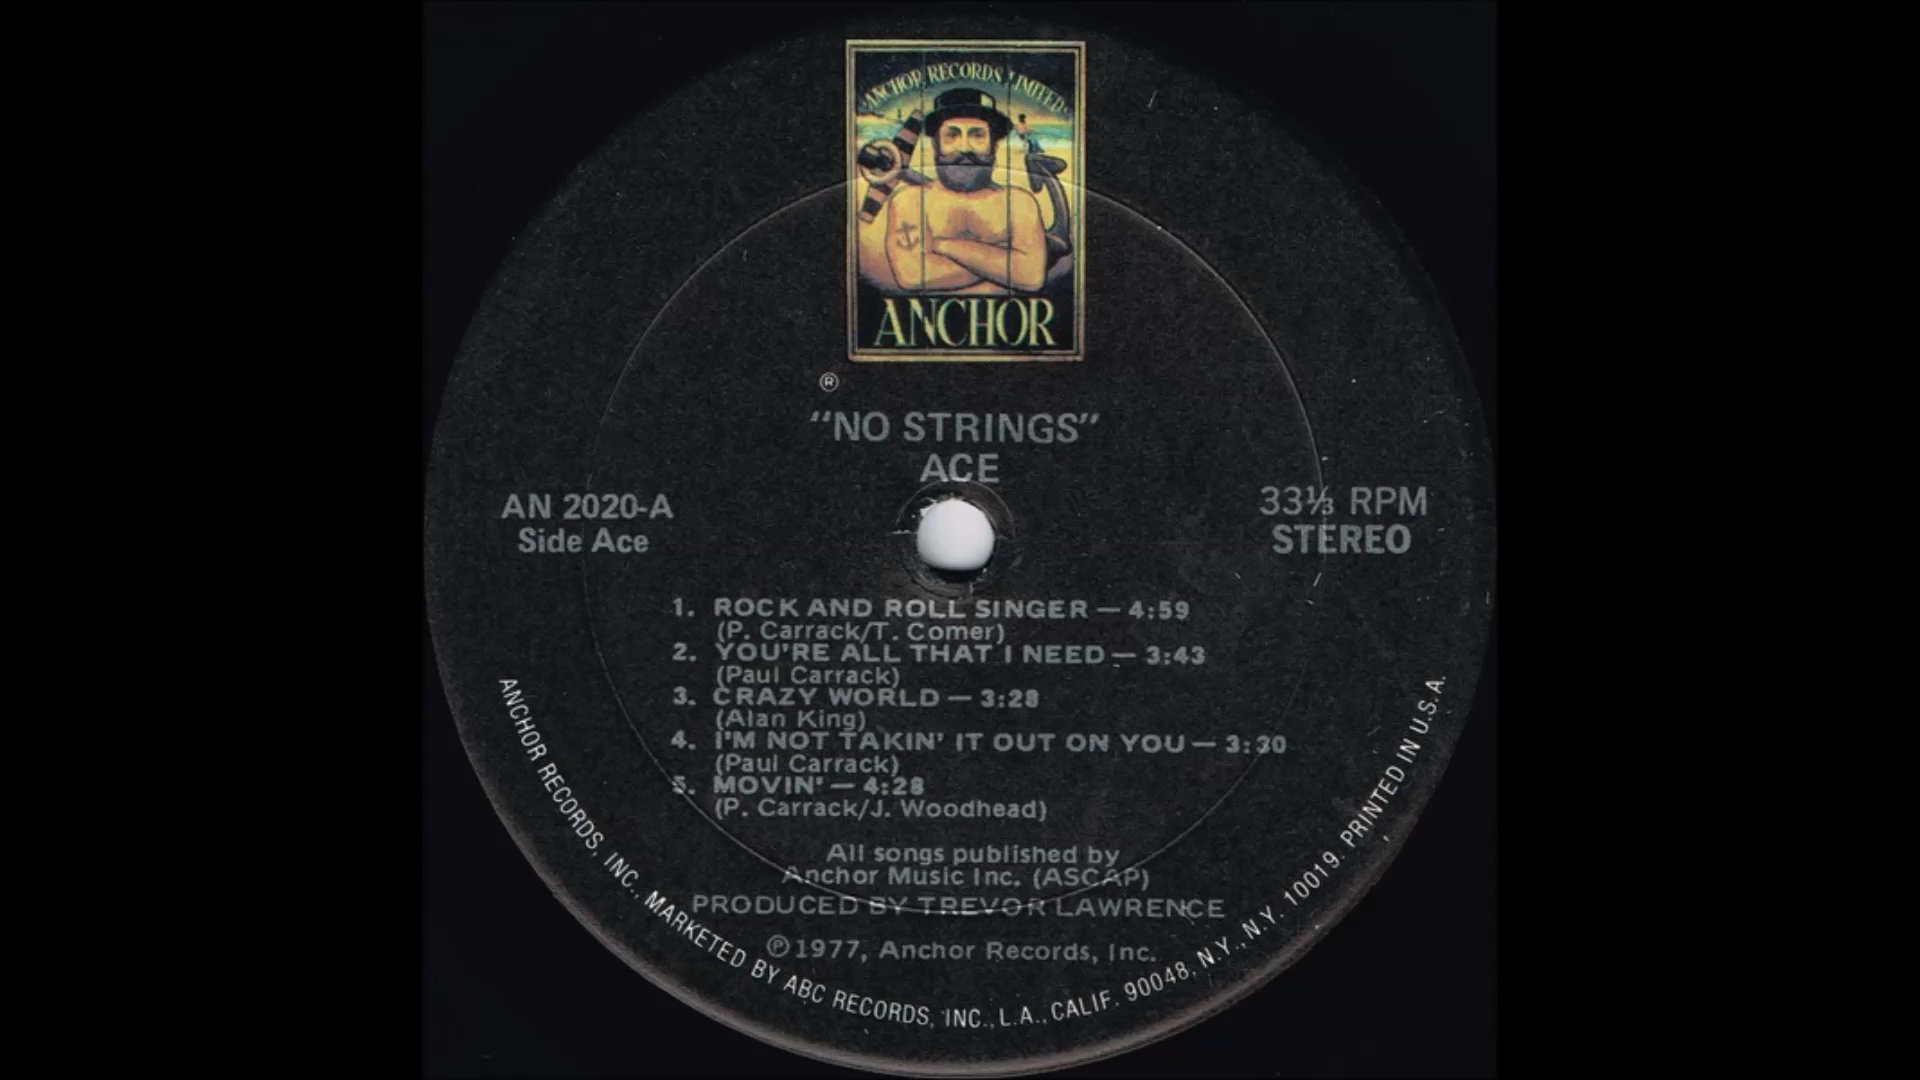 ANCHOR RECORDS LIMITED
ANCHOR
®
“NO STRINGS”
ACE
AN 2020-A
Side Ace
33⅓ RPM
STEREO
1. ROCK AND ROLL SINGER — 4:59
(P. Carrack/T. Comer)
2. YOU'RE ALL THAT I NEED — 3:43
(Paul Carrack)
3. CRAZY WORLD — 3:28
(Alan King)
4. I'M NOT TAKIN' IT OUT ON YOU — 3:30
(Paul Carrack)
5. MOVIN' — 4:28
(P. Carrack/J. Woodhead)
All songs published by
Anchor Music Inc. (ASCAP)
PRODUCED BY TREVOR LAWRENCE
℗1977, Anchor Records, Inc.
ANCHOR RECORDS, INC., MARKETED BY ABC RECORDS, INC., L.A., CALIF. 90048, N.Y., N.Y. 10019. PRINTED IN U.S.A.